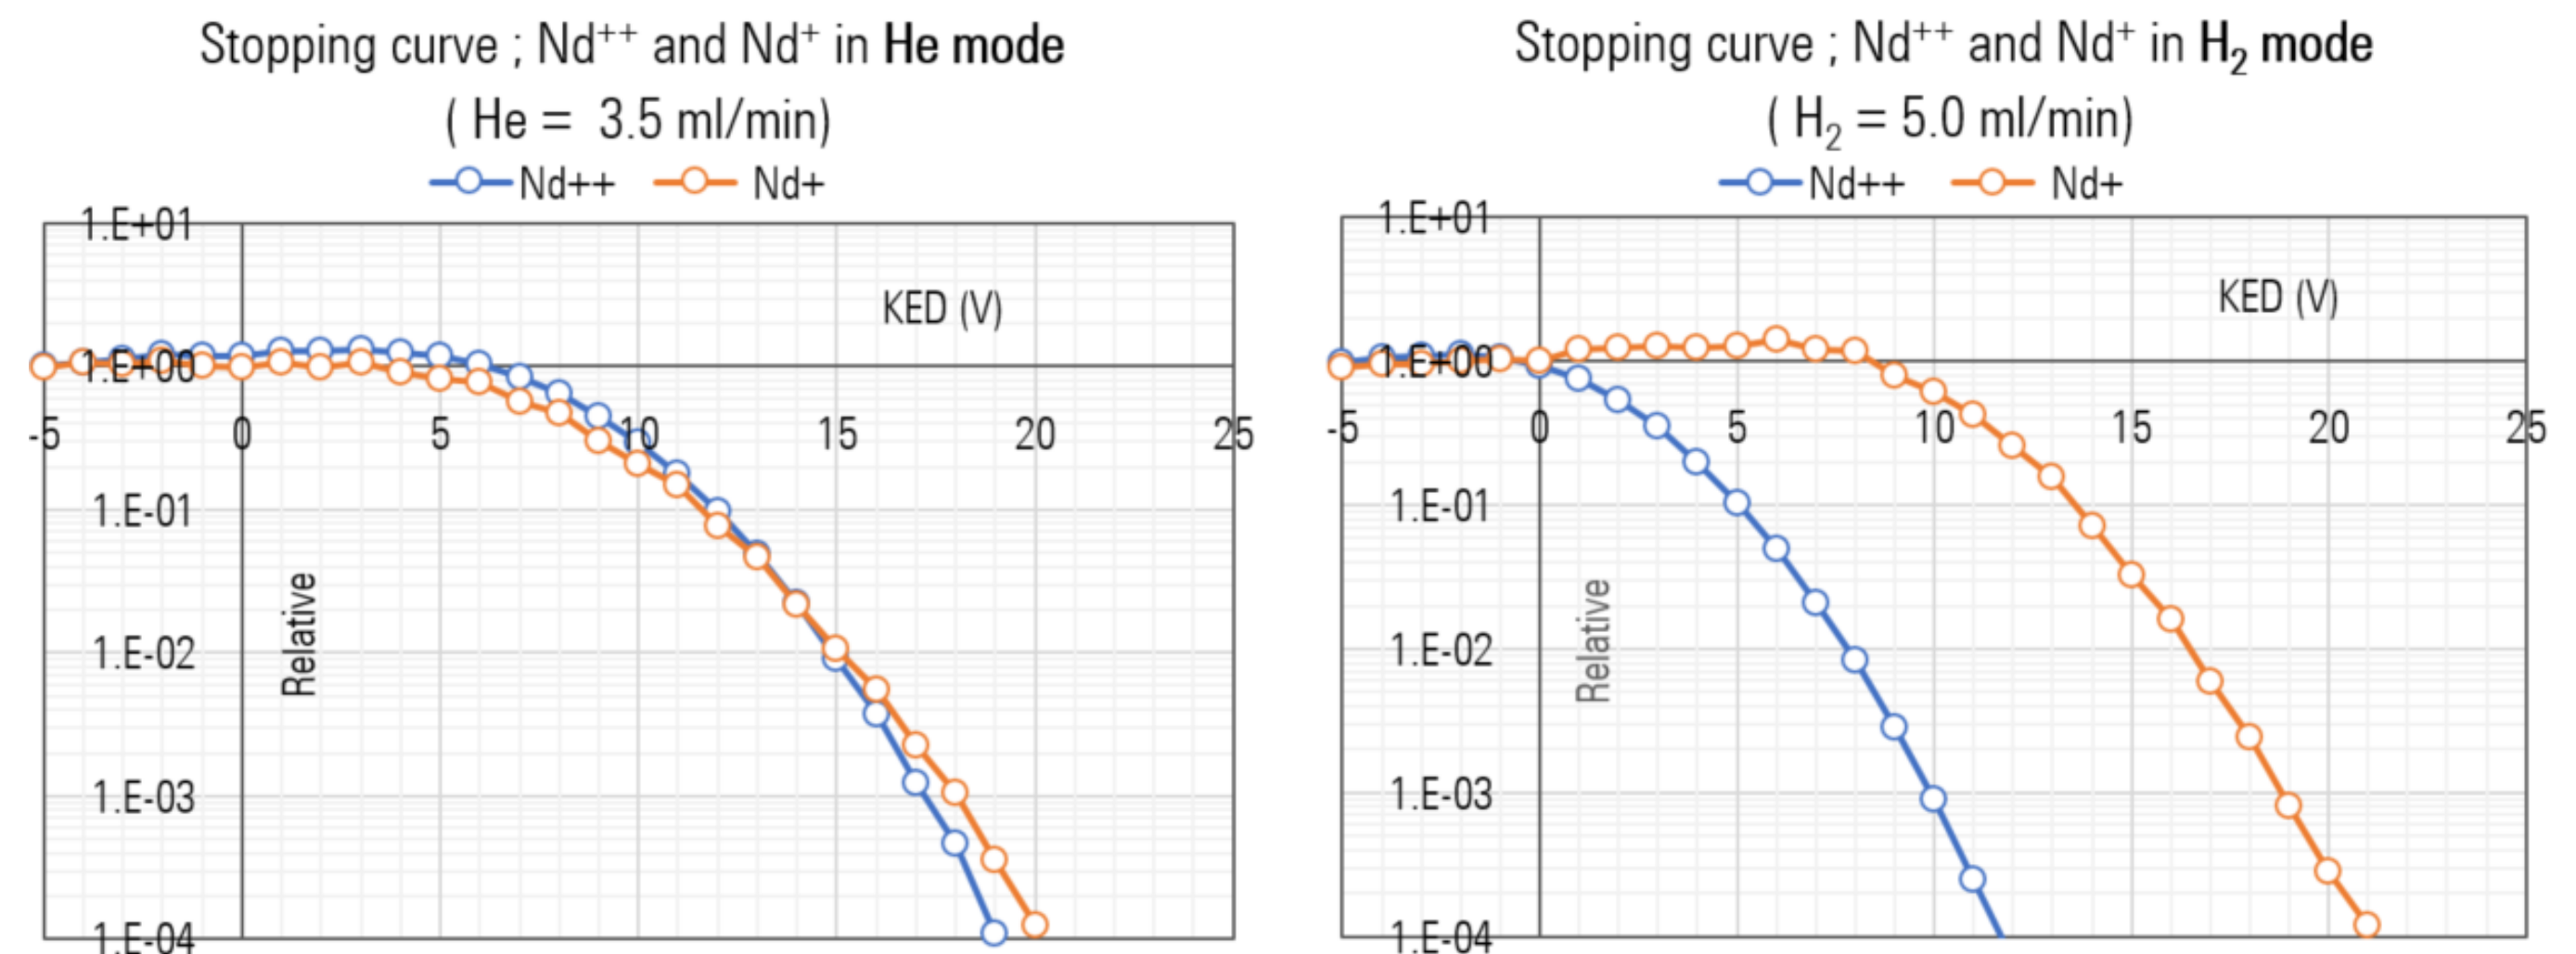 Stopping curve ; Nd⁺⁺ and Nd⁺ in He mode
( He = 3.5 ml/min)
Nd++ Nd+
1.E+01
KED (V)
1.E+00
-5 0 5 10 15 20 25
1.E-01
Relative
1.E-02
1.E-03
1.E-04
Stopping curve ; Nd⁺⁺ and Nd⁺ in H₂ mode
( H₂ = 5.0 ml/min)
Nd++ Nd+
1.E+01
KED (V)
1.E+00
-5 0 5 10 15 20 25
1.E-01
Relative
1.E-02
1.E-03
1.E-04